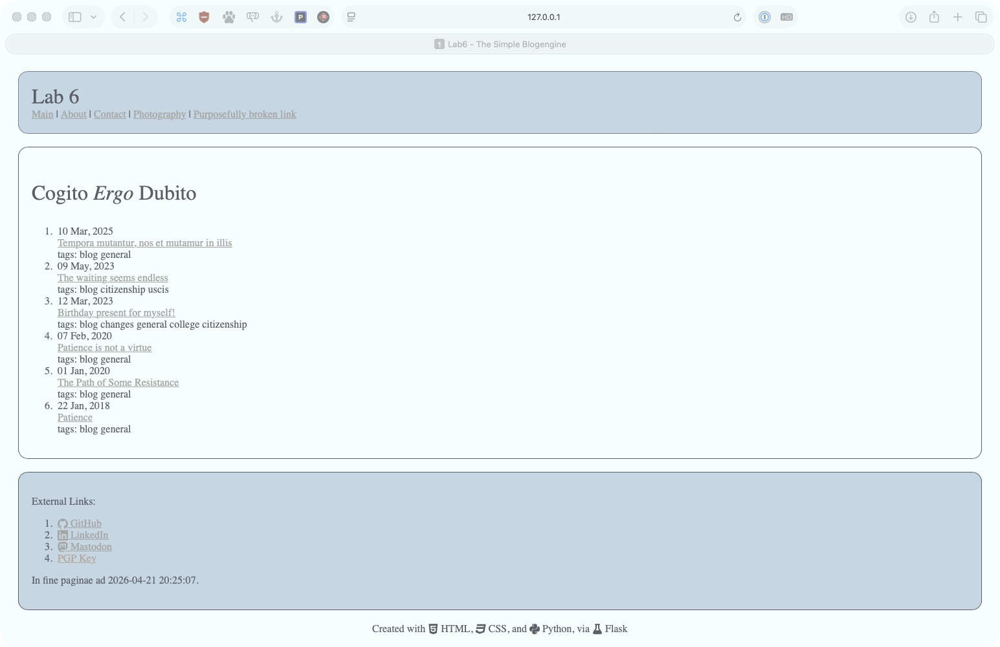 127.0.0.1
HD
P
1 Lab6 - The Simple Blogengine
Lab 6
Main | About | Contact | Photography | Purposefully broken link
Cogito Ergo Dubito
1. 10 Mar, 2025
Tempora mutantur, nos et mutamur in illis
tags: blog general
2. 09 May, 2023
The waiting seems endless
tags: blog citizenship uscis
3. 12 Mar, 2023
Birthday present for myself!
tags: blog changes general college citizenship
4. 07 Feb, 2020
Patience is not a virtue
tags: blog general
5. 01 Jan, 2020
The Path of Some Resistance
tags: blog general
6. 22 Jan, 2018
Patience
tags: blog general
External Links:
1. GitHub
2. LinkedIn
3. Mastodon
4. PGP Key
In fine paginae ad 2026-04-21 20:25:07.
Created with HTML, CSS, and Python, via Flask